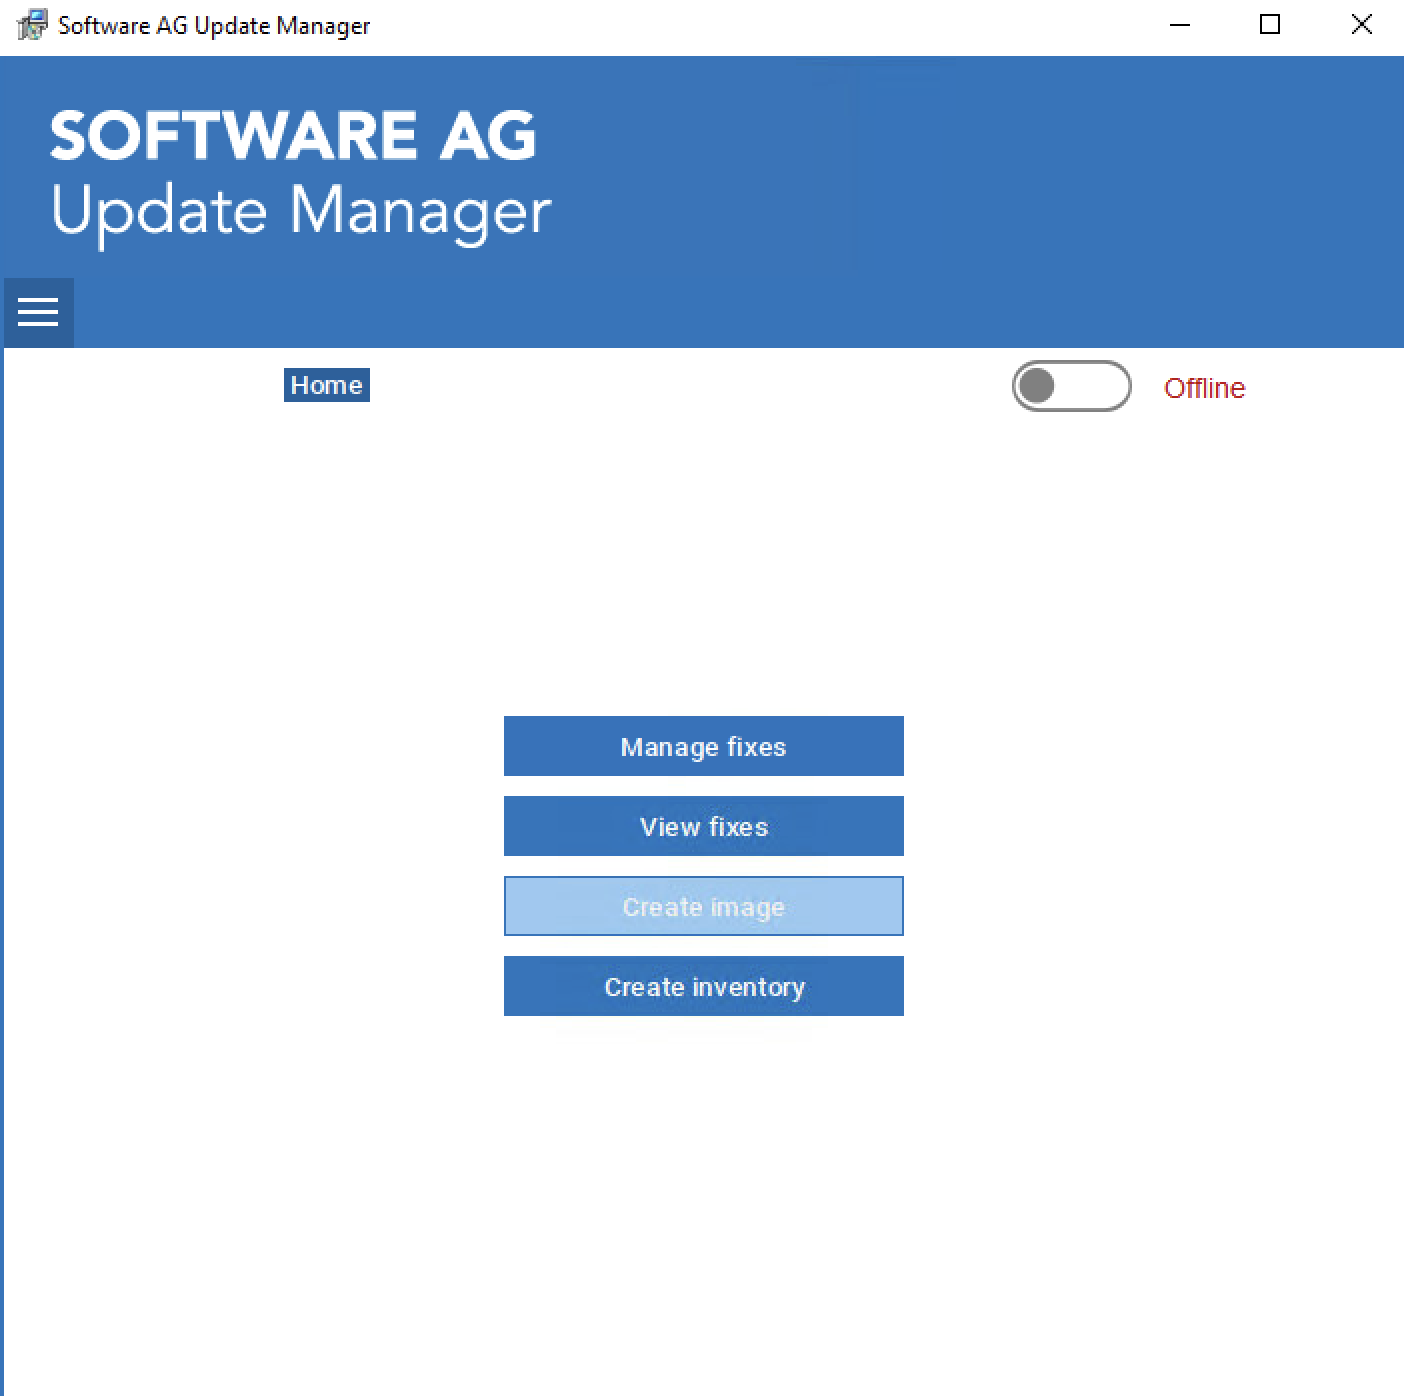 Software AG Update Manager
SOFTWARE AG
Update Manager
Home
Offline
Manage fixes
View fixes
Create image
Create inventory